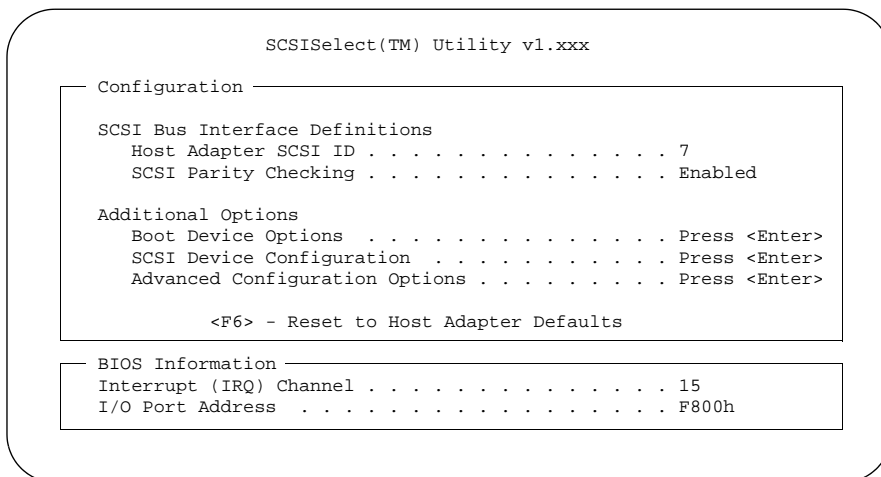 SCSISelect(TM) Utility v1.xxx
Configuration
SCSI Bus Interface Definitions
Host Adapter SCSI ID . . . . . . . . . . . . . . 7
SCSI Parity Checking . . . . . . . . . . . . . . Enabled
Additional Options
Boot Device Options . . . . . . . . . . . . . . Press <Enter>
SCSI Device Configuration . . . . . . . . . . . Press <Enter>
Advanced Configuration Options . . . . . . . . . Press <Enter>
<F6> - Reset to Host Adapter Defaults
BIOS Information
Interrupt (IRQ) Channel . . . . . . . . . . . . . . 15
I/O Port Address . . . . . . . . . . . . . . . . . F800h